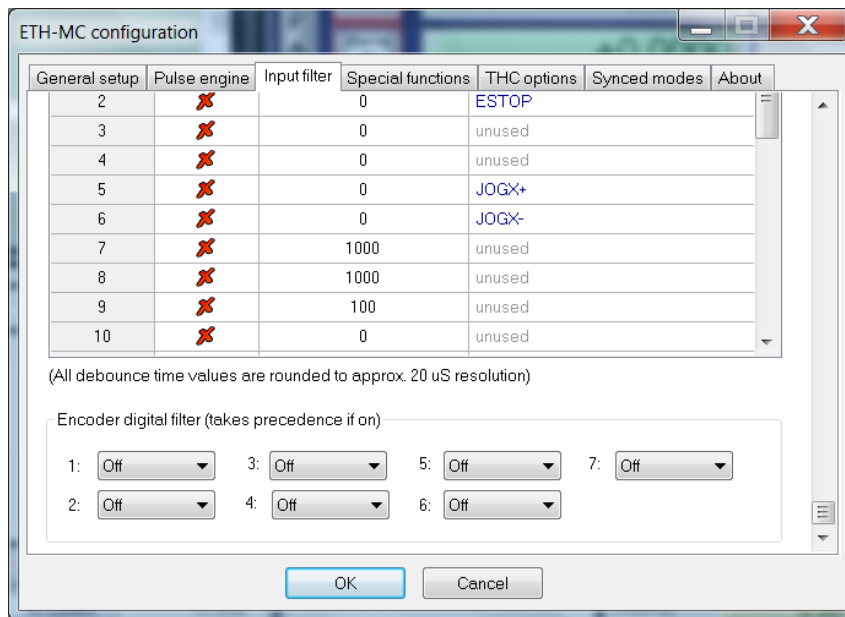 ETH-MC configuration
General setup Pulse engine Input filter Special functions THC options Synced modes About
2 0 ESTOP
3 0 unused
4 0 unused
5 0 JOGX+
6 0 JOGX-
7 1000 unused
8 1000 unused
9 100 unused
10 0 unused
(All debounce time values are rounded to approx. 20 uS resolution)
Encoder digital filter (takes precedence if on)
1: Off 3: Off 5: Off 7: Off
2: Off 4: Off 6: Off
OK Cancel